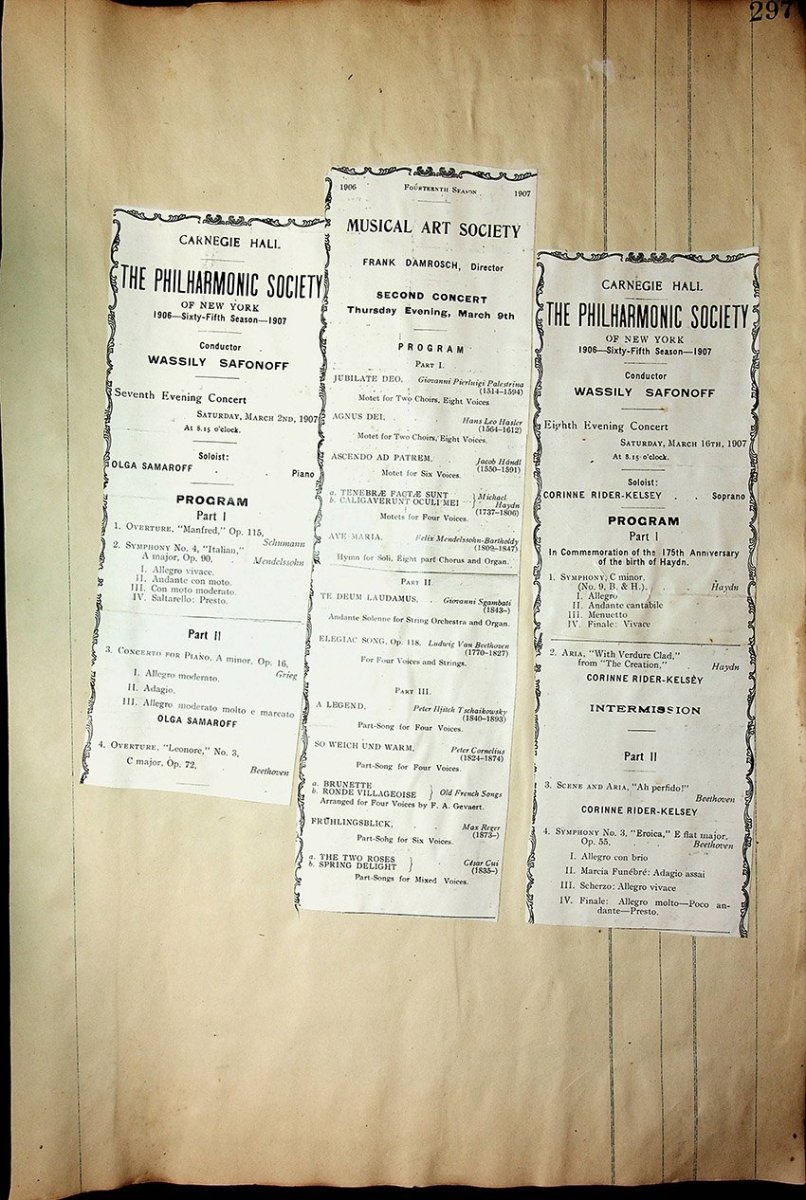 297
CARNEGIE HALL
THE PHILHARMONIC SOCIETY
OF NEW YORK
1906—Sixty-Fifth Season—1907
Conductor
WASSILY SAFONOFF
Seventh Evening Concert
SATURDAY, MARCH 2ND, 1907
At 8.15 o'clock.
Soloist:
OLGA SAMAROFF Piano
PROGRAM
Part I
1. OVERTURE, "Manfred," Op. 115,
Schumann
2. SYMPHONY No. 4, "Italian,"
A major, Op. 90, Mendelssohn
I. Allegro vivace.
II. Andante con moto.
III. Con moto moderato.
IV. Saltarello: Presto.
Part II
3. CONCERTO FOR PIANO, A minor, Op. 16,
Grieg
I. Allegro moderato.
II. Adagio.
III. Allegro moderato molto e marcato
OLGA SAMAROFF
4. OVERTURE, "Leonore," No. 3,
C major, Op. 72, Beethoven
1906 FOURTEENTH SEASON 1907
MUSICAL ART SOCIETY
FRANK DAMROSCH, Director
SECOND CONCERT
Thursday Evening, March 9th
PROGRAM
PART I.
JUBILATE DEO. Giovanni Pierluigi Palestrina
(1514-1594)
Motet for Two Choirs, Eight Voices
AGNUS DEI. Hans Leo Hasler
(1564-1612)
Motet for Two Choirs, Eight Voices.
ASCENDO AD PATREM. Jacob Händl
(1550-1591)
Motet for Six Voices.
a. TENEBRÆ FACTÆ SUNT
b. CALIGAVERUNT OCULI MEI } Michael Haydn
(1737-1806)
Motets for Four Voices.
AVE MARIA. Felix Mendelssohn-Bartholdy
(1809-1847)
Hymn for Soli, Eight part Chorus and Organ.
PART II.
TE DEUM LAUDAMUS. . Giovanni Sgambati
(1843-)
Andante Solenne for String Orchestra and Organ.
ELEGIAC SONG, Op. 118. Ludwig Van Beethoven
(1770-1827)
For Four Voices and Strings.
PART III.
A LEGEND. Peter Iljitch Tschaikowsky
(1840-1893)
Part-Song for Four Voices.
SO WEICH UND WARM. Peter Cornelius
(1824-1874)
Part-Song for Four Voices.
a. BRUNETTE
b. RONDE VILLAGEOISE } Old French Songs
Arranged for Four Voices by F. A. Gevaert.
FRÜHLINGSBLICK. Max Reger
(1873-)
Part-Song for Six Voices.
a. THE TWO ROSES
b. SPRING DELIGHT } César Cui
(1835-)
Part-Songs for Mixed Voices.
CARNEGIE HALL
THE PHILHARMONIC SOCIETY
OF NEW YORK
1906—Sixty-Fifth Season—1907
Conductor
WASSILY SAFONOFF
Eighth Evening Concert
SATURDAY, MARCH 16TH, 1907
At 8.15 o'clock.
Soloist:
CORINNE RIDER-KELSEY . . Soprano
PROGRAM
Part I
In Commemoration of the 175th Anniversary
of the birth of Haydn.
1. SYMPHONY, C minor,
(No. 9, B. & H.), . Haydn
I. Allegro
II. Andante cantabile
III. Menuetto
IV. Finale: Vivace
2. ARIA, "With Verdure Clad,"
from "The Creation," Haydn
CORINNE RIDER-KELSEY
INTERMISSION
Part II
3. SCENE AND ARIA, "Ah perfido!"
Beethoven
CORINNE RIDER-KELSEY
4. SYMPHONY No. 3, "Eroica," E flat major,
Op. 55. Beethoven
I. Allegro con brio
II. Marcia Funébré: Adagio assai
III. Scherzo: Allegro vivace
IV. Finale: Allegro molto—Poco an-
dante—Presto.